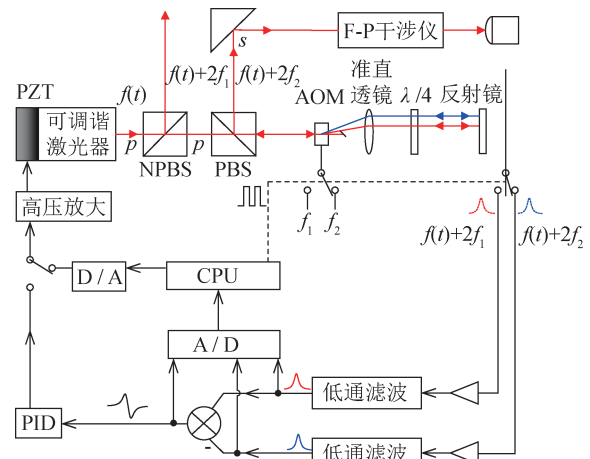 F-P干涉仪
s
f(t)+2f₁
f(t)+2f₂
PZT
f(t)
可调谐
激光器
p
NPBS
p
PBS
AOM
准直
透镜
λ/4
反射镜
f₁
f₂
f(t)+2f₁
f(t)+2f₂
高压放大
D/A
CPU
A/D
低通滤波
PID
-
低通滤波